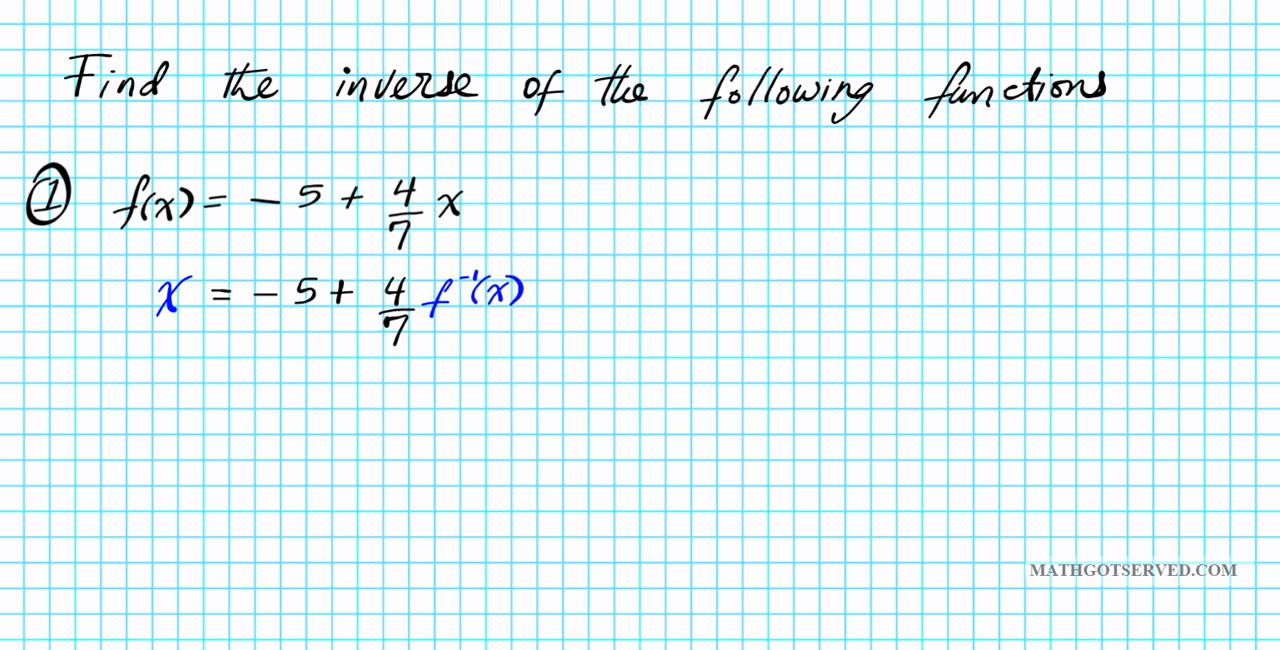 Find the inverse of the following functions
① f(x) = - 5 + 4/7 x
x = - 5 + 4/7 f⁻¹(x)
MATHGOTSERVED.COM